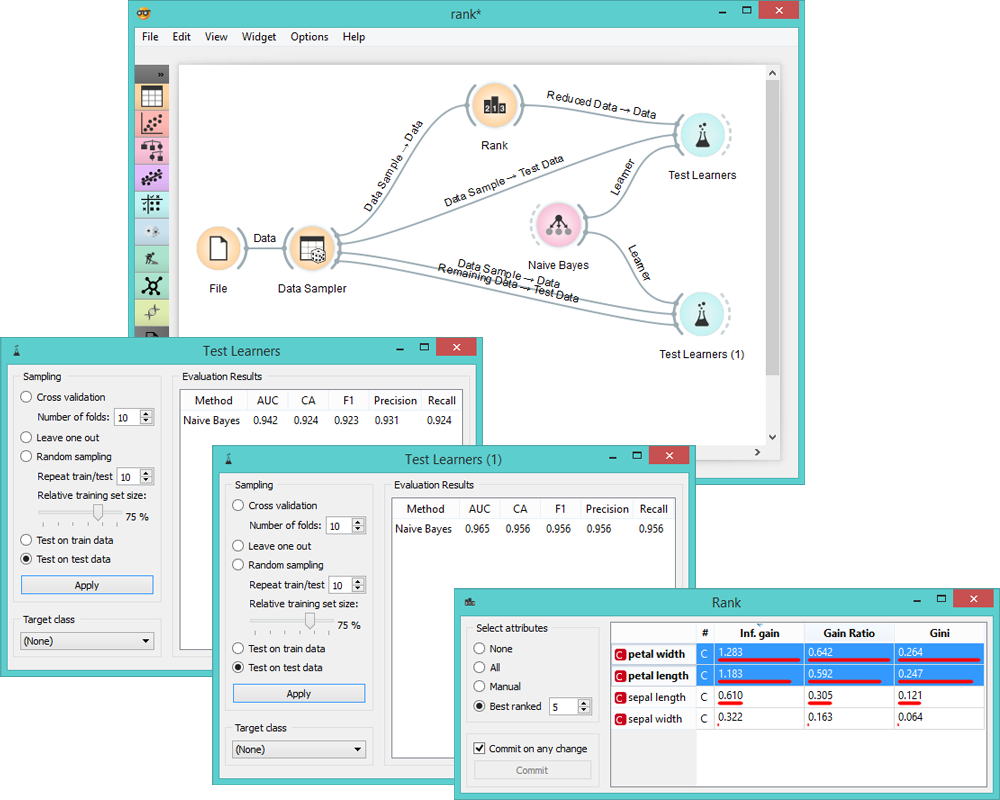 rank*
File Edit View Widget Options Help
»
Data
Data Sample → Data
Data Sample → Test Data
Data Sample → Data
Remaining Data → Test Data
Reduced Data → Data
Learner
Learner
File
Data Sampler
213
Rank
Naive Bayes
Test Learners
Test Learners (1)
Test Learners
Sampling
Cross validation
Number of folds: 10
Leave one out
Random sampling
Repeat train/test 10
Relative training set size:
75 %
Test on train data
Test on test data
Apply
Target class
(None)
Evaluation Results
Method AUC CA F1 Precision Recall
Naive Bayes 0.942 0.924 0.923 0.931 0.924
Test Learners (1)
Sampling
Cross validation
Number of folds: 10
Leave one out
Random sampling
Repeat train/test 10
Relative training set size:
75 %
Test on train data
Test on test data
Apply
Target class
(None)
Evaluation Results
Method AUC CA F1 Precision Recall
Naive Bayes 0.965 0.956 0.956 0.956 0.956
Rank
Select attributes
None
All
Manual
Best ranked 5
Commit on any change
Commit
# Inf. gain Gain Ratio Gini
C petal width C 1.283 0.642 0.264
C petal length C 1.183 0.592 0.247
C sepal length C 0.610 0.305 0.121
C sepal width C 0.322 0.163 0.064